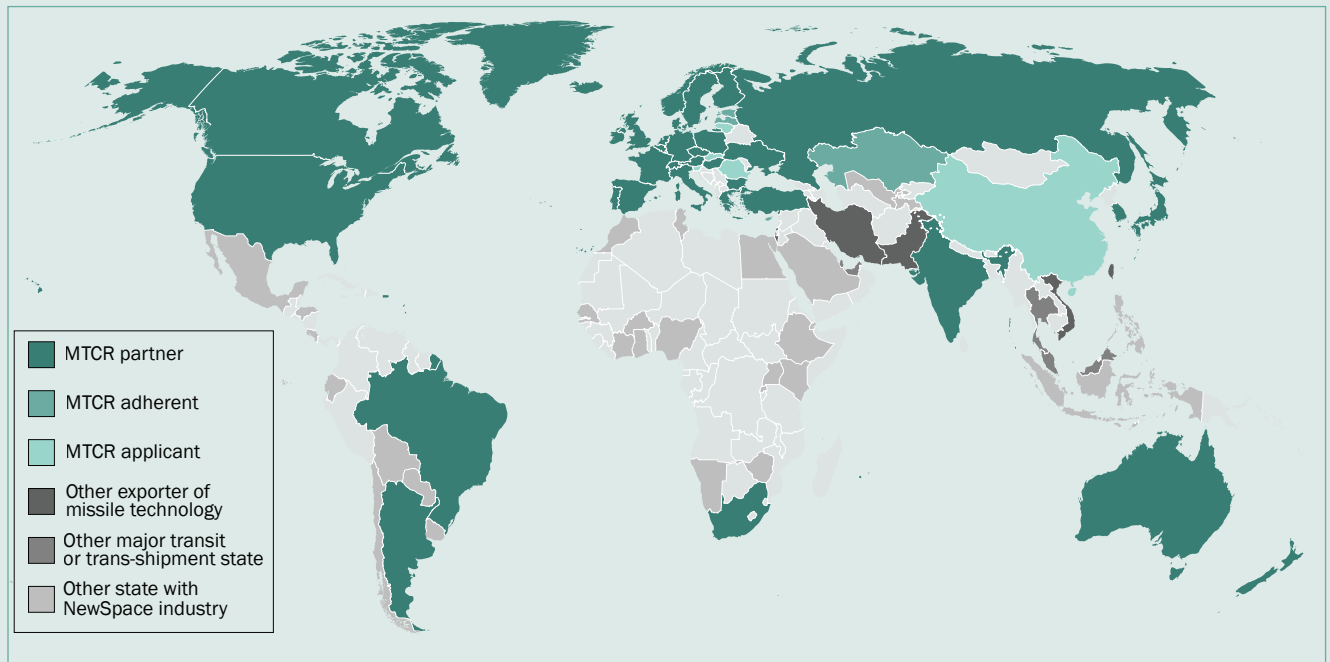 MTCR partner
MTCR adherent
MTCR applicant
Other exporter of
missile technology
Other major transit
or trans-shipment state
Other state with
NewSpace industry